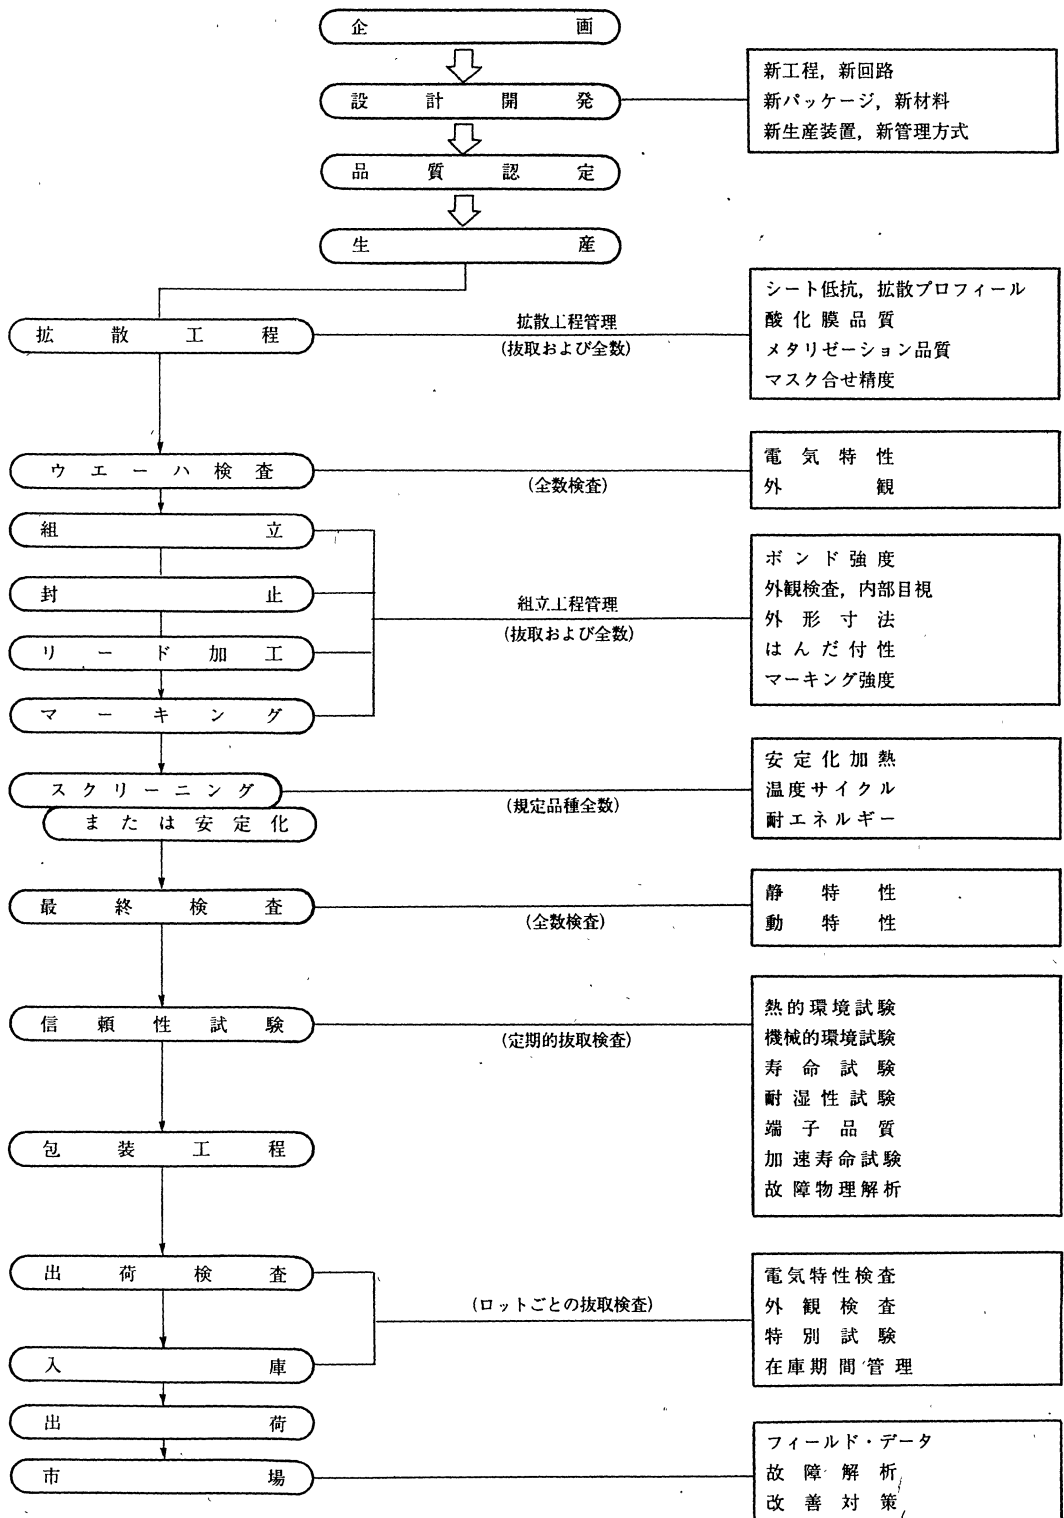 企画
設計開発
新工程，新回路
新パッケージ，新材料
新生産装置，新管理方式
品質認定
生産
拡散工程
拡散工程管理
(抜取および全数)
シート低抗，拡散プロフィール
酸化膜品質
メタリゼーション品質
マスク合せ精度
ウエーハ検査
(全数検査)
電気特性
外観
組立
封止
リード加工
マーキング
組立工程管理
(抜取および全数)
ボンド強度
外観検査，内部目視
外形寸法
はんだ付性
マーキング強度
スクリーニング
または安定化
(規定品種全数)
安定化加熱
温度サイクル
耐エネルギー
最終検査
(全数検査)
静特性
動特性
信頼性試験
(定期的抜取検査)
熱的環境試験
機械的環境試験
寿命試験
耐湿性試験
端子品質
加速寿命試験
故障物理解析
包装工程
出荷検査
入庫
(ロットごとの抜取検査)
電気特性検査
外観検査
特別試験
在庫期間管理
出荷
市場
フィールド・データ
故障解析
改善対策